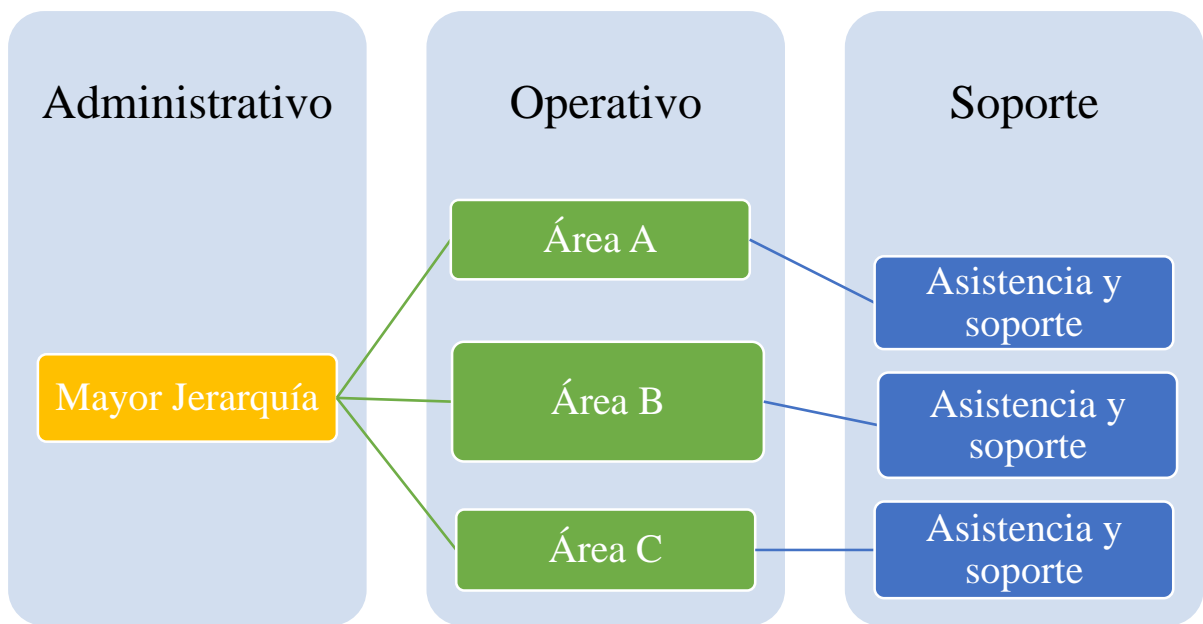 Administrativo
Operativo
Soporte
Mayor Jerarquía
Área A
Área B
Área C
Asistencia y
soporte
Asistencia y
soporte
Asistencia y
soporte